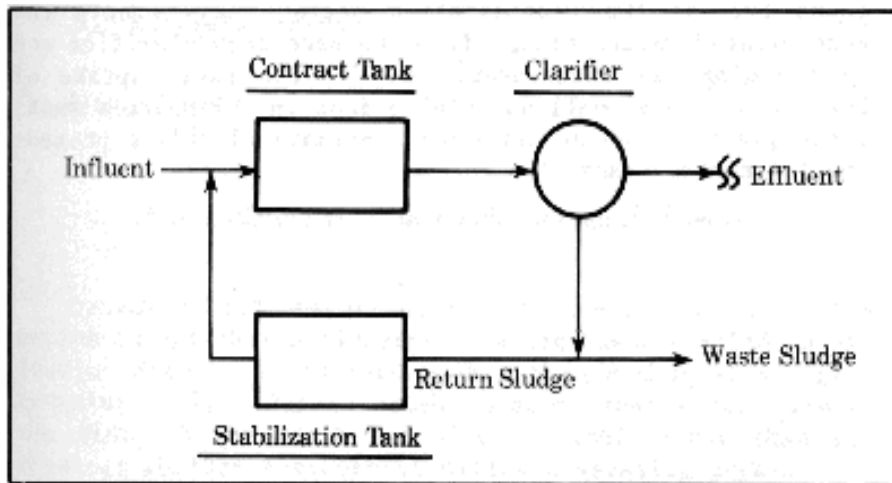 Contract Tank
Clarifier
Influent
Effluent
Return Sludge
Waste Sludge
Stabilization Tank